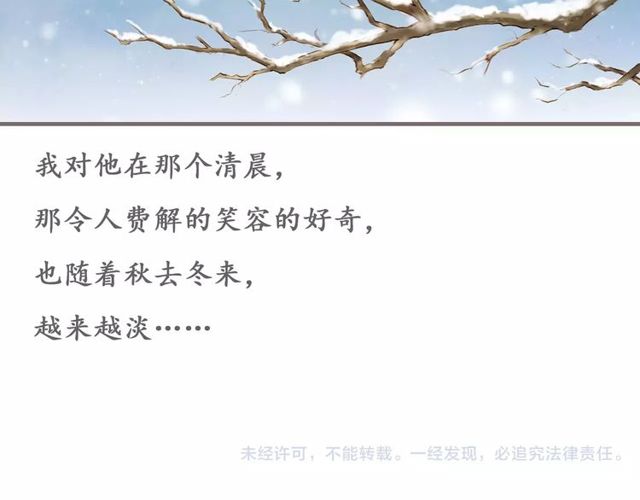 我对他在那个清晨，
那令人费解的笑容的好奇，
也随着秋去冬来，
越来越淡……
未经许可，不能转载。一经发现，必追究法律责任。